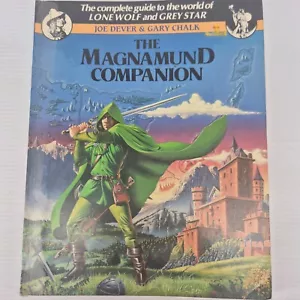 The complete guide to the world of
LONE WOLF and GREY STAR
JOE DEVER & GARY CHALK
THE
MAGNAMUND
COMPANION